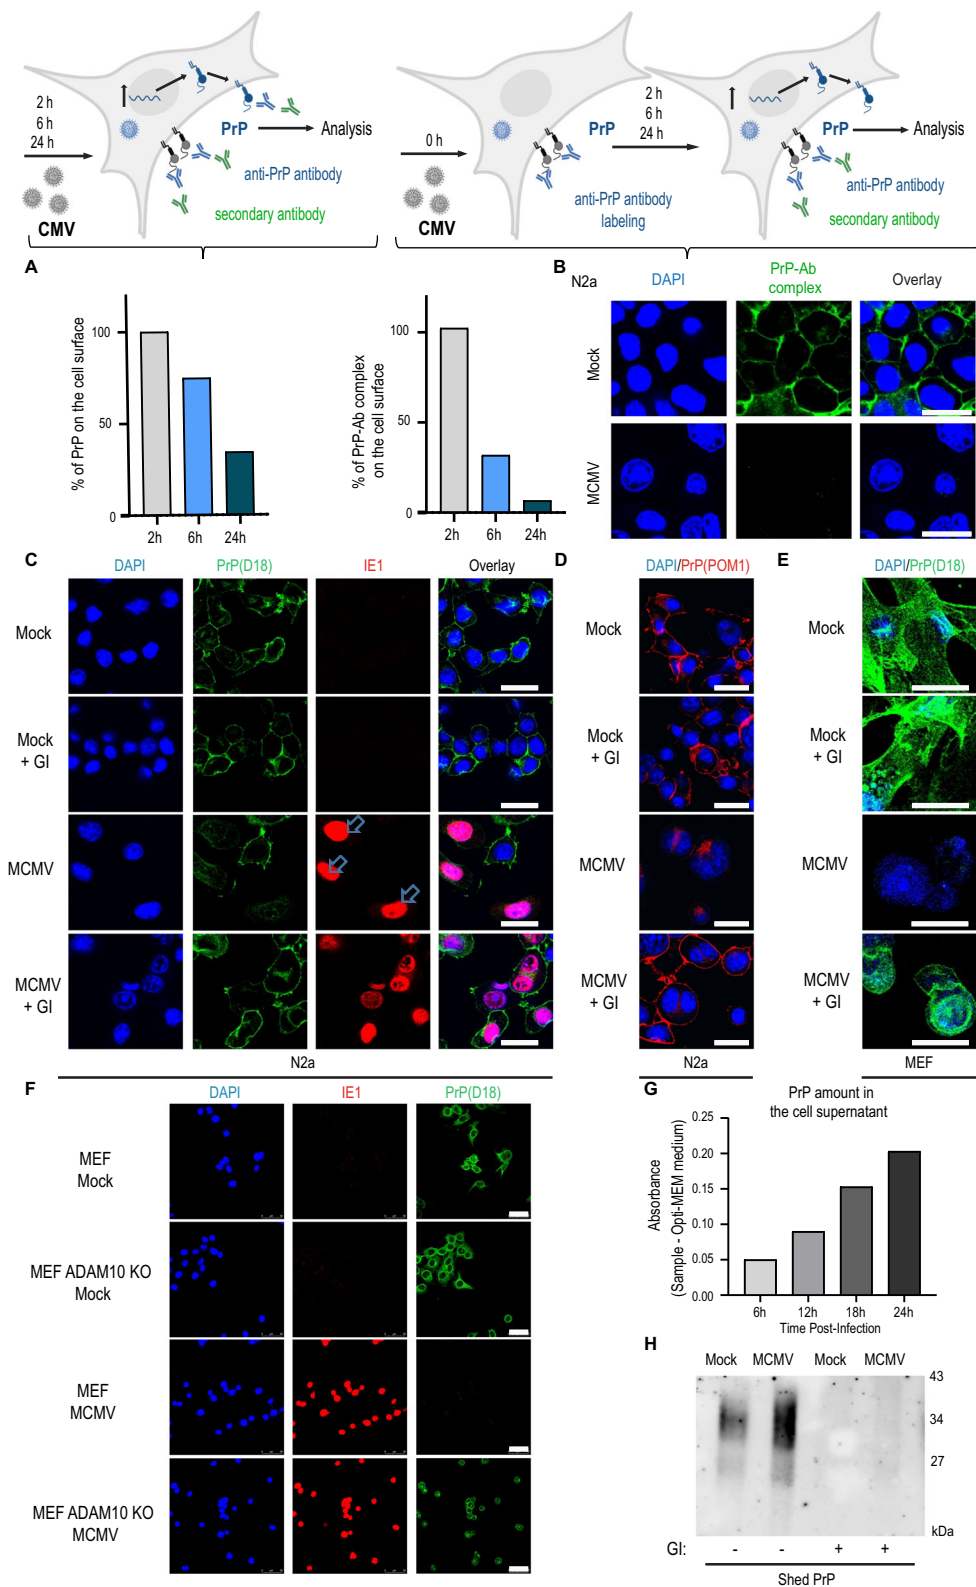 2 h
6 h
24 h
CMV
PrP
Analysis
anti-PrP antibody
secondary antibody
0 h
CMV
PrP
anti-PrP antibody
labeling
2 h
6 h
24 h
PrP
Analysis
anti-PrP antibody
secondary antibody
A
% of PrP on the cell surface
100
50
0
2h
6h
24h
% of PrP-Ab complex
on the cell surface
100
50
0
2h
6h
24h
B
N2a
DAPI
PrP-Ab
complex
Overlay
Mock
MCMV
C
DAPI
PrP(D18)
IE1
Overlay
Mock
Mock
+ GI
MCMV
MCMV
+ GI
N2a
D
DAPI/PrP(POM1)
Mock
Mock
+ GI
MCMV
MCMV
+ GI
N2a
E
DAPI/PrP(D18)
Mock
Mock
+ GI
MCMV
MCMV
+ GI
MEF
F
DAPI
IE1
PrP(D18)
MEF
Mock
MEF ADAM10 KO
Mock
MEF
MCMV
MEF ADAM10 KO
MCMV
G
PrP amount in
the cell supernatant
Absorbance
(Sample - Opti-MEM medium)
0.25
0.20
0.15
0.10
0.05
0.00
6h
12h
18h
24h
Time Post-Infection
H
Mock
MCMV
Mock
MCMV
43
34
27
kDa
GI:
-
-
+
+
Shed PrP